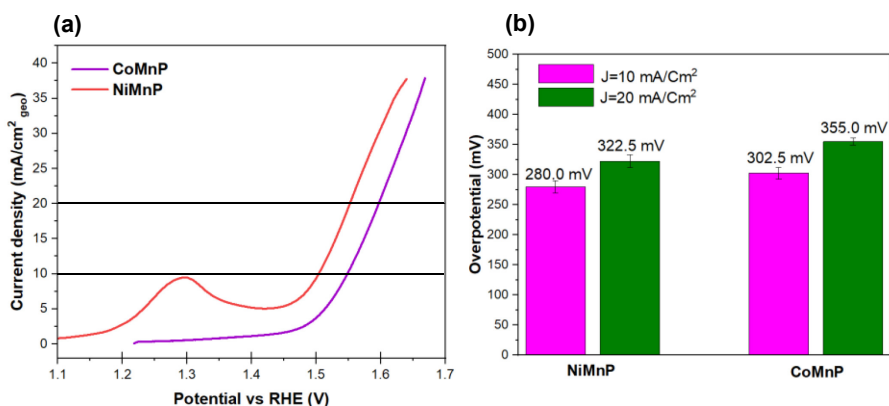 (a)
CoMnP
NiMnP
Current density (mA/cm² geo)
40
35
30
25
20
15
10
5
0
1.1 1.2 1.3 1.4 1.5 1.6 1.7
Potential vs RHE (V)
(b)
J=10 mA/Cm²
J=20 mA/Cm²
Overpotential (mV)
500
450
400
350
300
250
200
150
100
50
0
280.0 mV
322.5 mV
302.5 mV
355.0 mV
NiMnP CoMnP